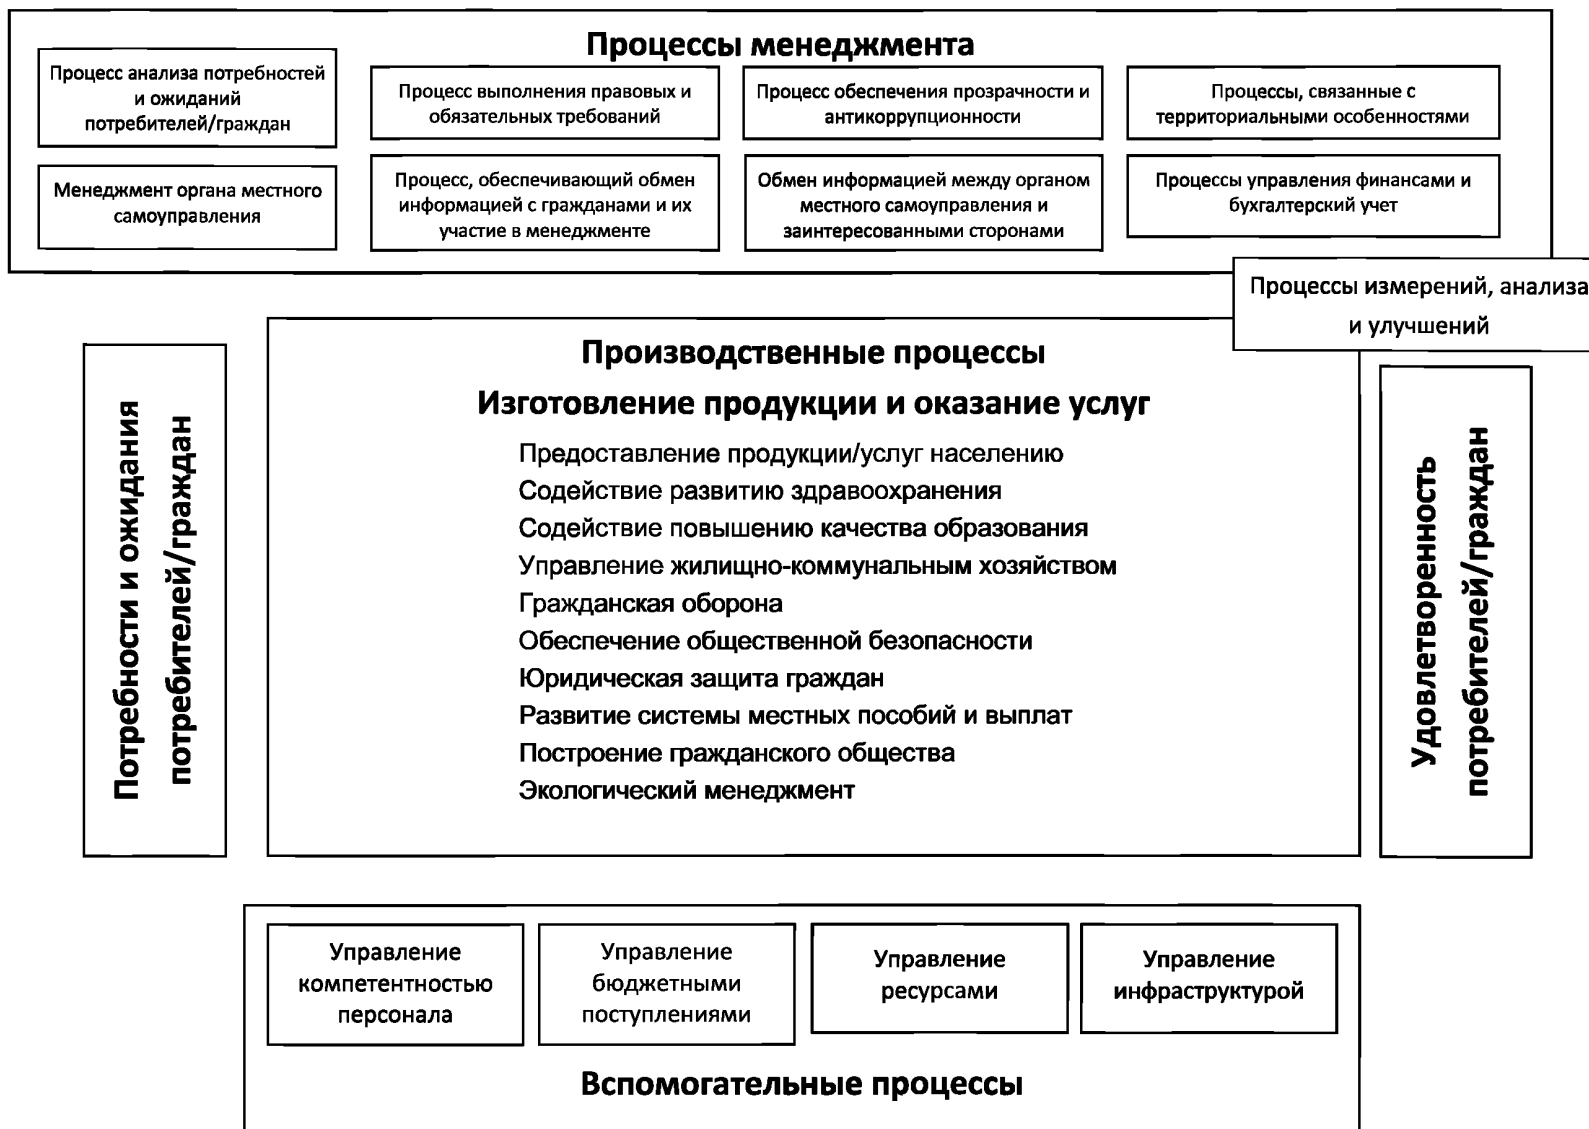 Процессы менеджмента
Процесс анализа потребностей
и ожиданий
потребителей/граждан
Процесс выполнения правовых и
обязательных требований
Процесс обеспечения прозрачности и
антикоррупционности
Процессы, связанные с
территориальными особенностями
Менеджмент органа местного
самоуправления
Процесс, обеспечивающий обмен
информацией с гражданами и их
участие в менеджменте
Обмен информацией между органом
местного самоуправления и
заинтересованными сторонами
Процессы управления финансами и
бухгалтерский учет
Процессы измерений, анализа
и улучшений
Потребности и ожидания
потребителей/граждан
Производственные процессы
Изготовление продукции и оказание услуг
Предоставление продукции/услуг населению
Содействие развитию здравоохранения
Содействие повышению качества образования
Управление жилищно-коммунальным хозяйством
Гражданская оборона
Обеспечение общественной безопасности
Юридическая защита граждан
Развитие системы местных пособий и выплат
Построение гражданского общества
Экологический менеджмент
Удовлетворенность
потребителей/граждан
Управление
компетентностью
персонала
Управление
бюджетными
поступлениями
Управление
ресурсами
Управление
инфраструктурой
Вспомогательные процессы